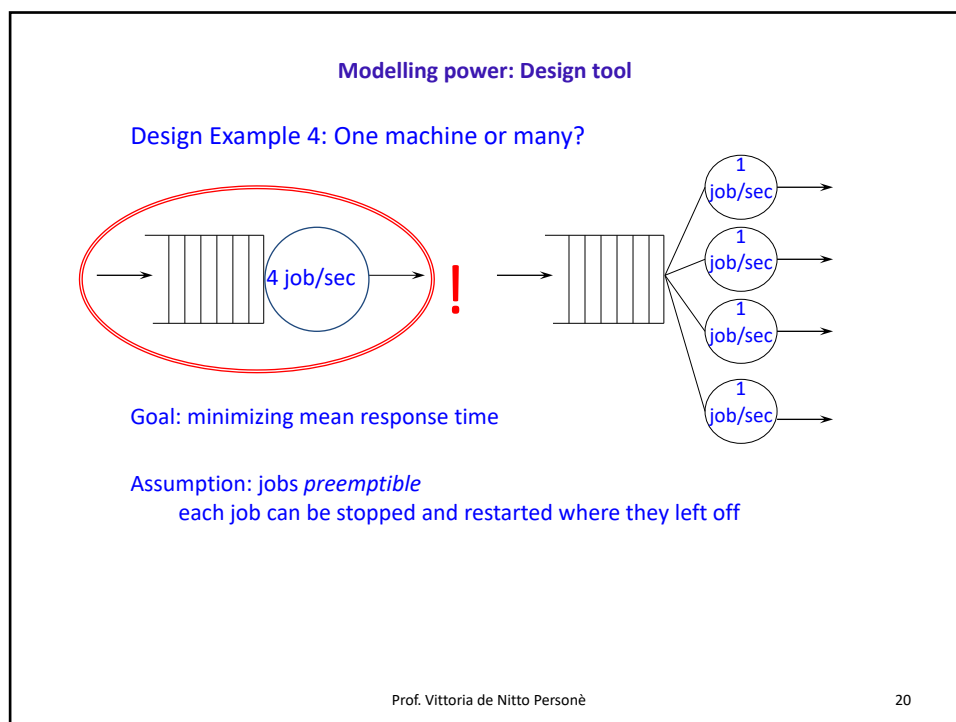 Modelling power: Design tool
Design Example 4: One machine or many?
4 job/sec
!
1
job/sec
1
job/sec
1
job/sec
1
job/sec
Goal: minimizing mean response time
Assumption: jobs preemptible
each job can be stopped and restarted where they left off
Prof. Vittoria de Nitto Personè
20